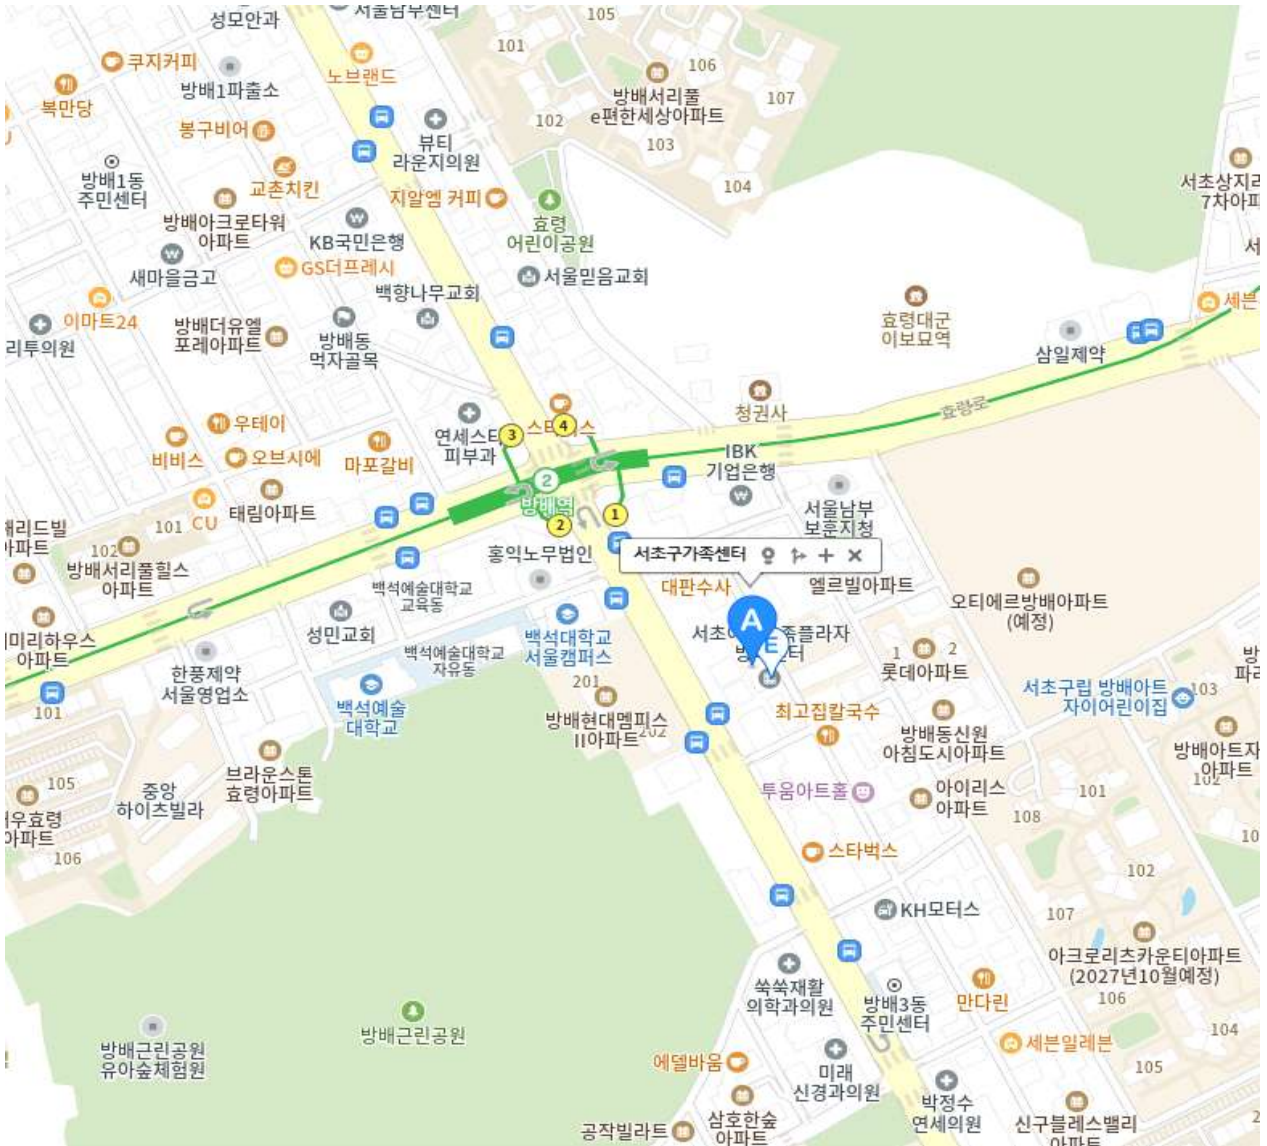 성모안과
서울남부센터
105
101
쿠지커피
노브랜드
106
방배1파출소
복만당
방배서리풀
e편한세상아파트
107
102
봉구비어
뷰티
라운지의원
103
방배1동
주민센터
교촌치킨
지알엠 커피
104
서초상지리
7차아파
방배아크로타워
아파트
KB국민은행
효령
어린이공원
새마을금고
GS더프레시
서울믿음교회
백향나무교회
이마트24
세븐
효령대군
이보묘역
리투의원
방배더유엘
포레아파트
방배동
먹자골목
삼일제약
청권사
효령로
우테이
연세스타
피부과
3
4
비비스
오브시에
마포갈비
IBK
기업은행
2
방배역
CU
태림아파트
1
2
서울남부
보훈지청
101
102
방배서리풀힐스
아파트
홍익노무법인
서초구가족센터
백석예술대학교
교육동
대판수사
엘르빌아파트
오티에르방배아파트
(예정)
성민교회
백석대학교
서울캠퍼스
A
E
미리하우스
아파트
백석예술대학교
자유동
1
2
롯데아파트
한풍제약
서울영업소
201
서초구립 방배아트
자이어린이집
103
101
백석예술
대학교
방배현대멤피스
II아파트
202
최고집칼국수
방배동신원
아침도시아파트
방배아트자
아파트
102
브라운스톤
효령아파트
105
중앙
하이츠빌라
투움아트홀
아이리스
아파트
101
108
우효령
아파트
106
스타벅스
102
KH모터스
107
아크로리츠카운티아파트
(2027년10월예정)
쑥쑥재활
의학과의원
방배3동
주민센터
만다린
106
방배근린공원
104
방배근린공원
유아숲체험원
세븐일레븐
에델바움
미래
신경과의원
105
박정수
연세의원
삼호한숲
아파트
신구블레스밸리
아파트
공작빌라트